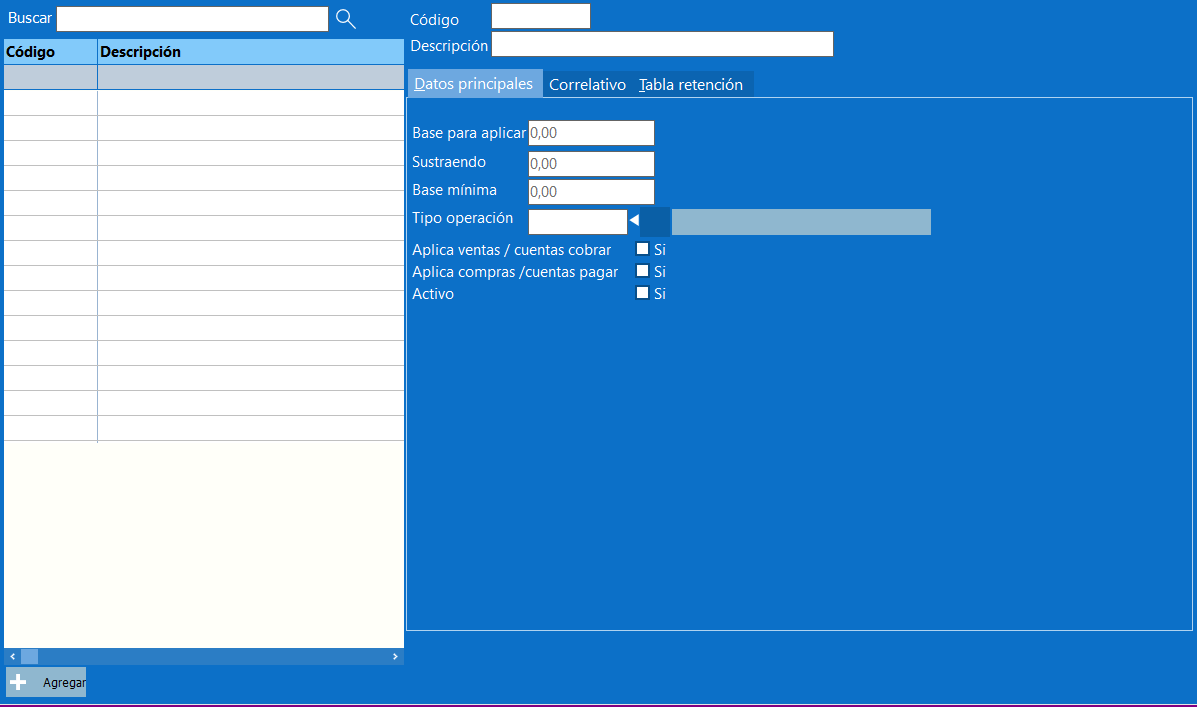 Buscar
Código Descripción
Agregar
Código
Descripción
Datos principales Correlativo Tabla retención
Base para aplicar 0,00
Sustraendo 0,00
Base mínima 0,00
Tipo operación
Aplica ventas / cuentas cobrar Si
Aplica compras /cuentas pagar Si
Activo Si